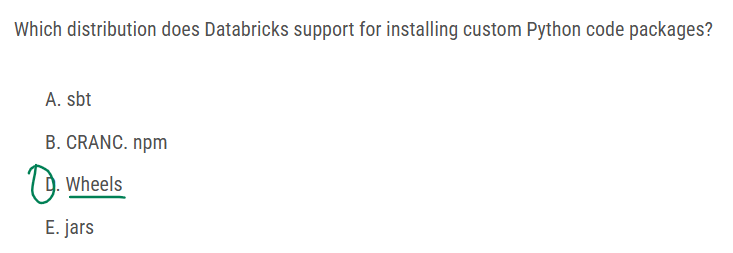 Which distribution does Databricks support for installing custom Python code packages?
A. sbt
B. CRANC. npm
D. Wheels
E. jars